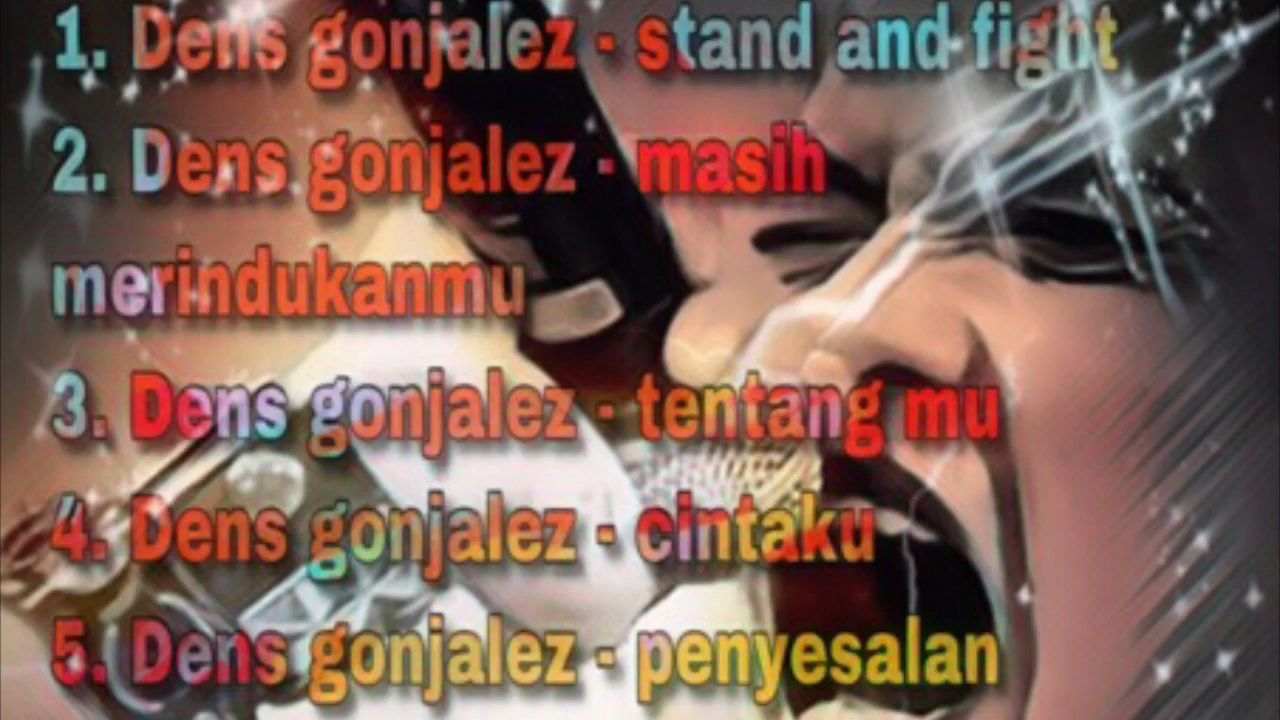 1. Dens gonjalez - stand and fight
2. Dens gonjalez - masih
merindukanmu
3. Dens gonjalez - tentang mu
4. Dens gonjalez - cintaku
5. Dens gonjalez - penyesalan